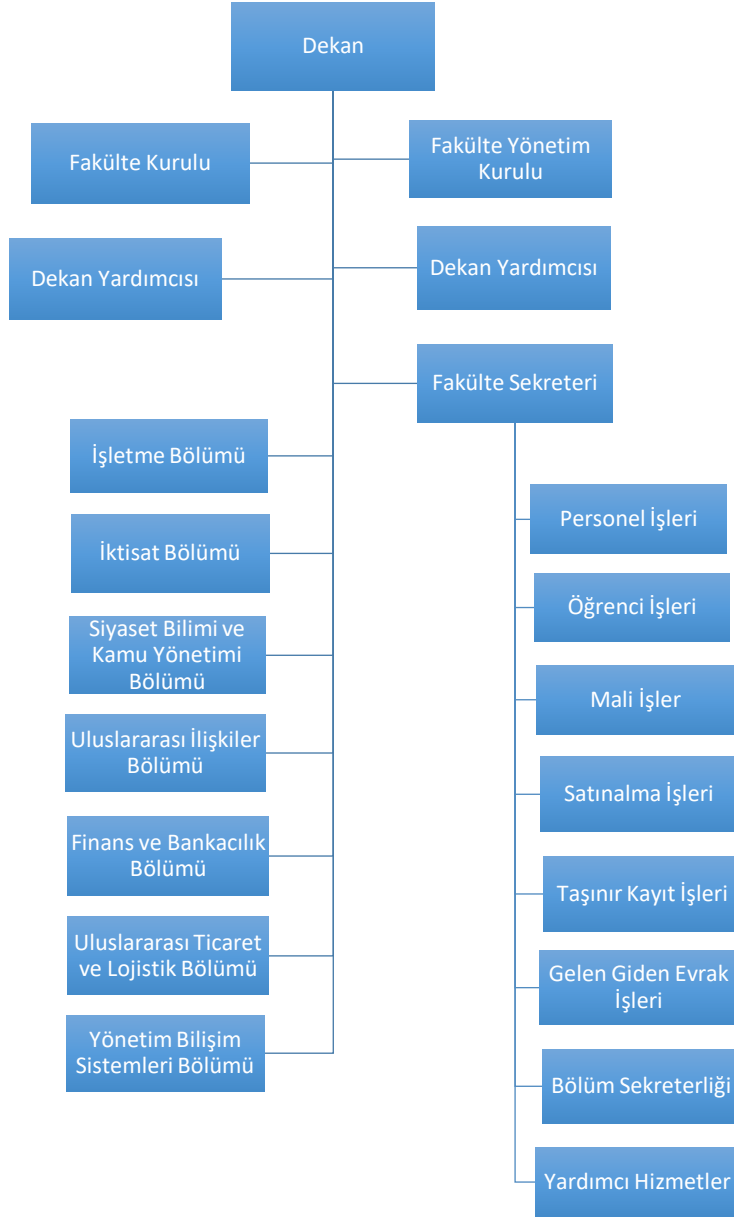 Dekan
Fakülte Kurulu
Fakülte Yönetim
Kurulu
Dekan Yardımcısı
Dekan Yardımcısı
Fakülte Sekreteri
İşletme Bölümü
İktisat Bölümü
Siyaset Bilimi ve
Kamu Yönetimi
Bölümü
Uluslararası İlişkiler
Bölümü
Finans ve Bankacılık
Bölümü
Uluslararası Ticaret
ve Lojistik Bölümü
Yönetim Bilişim
Sistemleri Bölümü
Personel İşleri
Öğrenci İşleri
Mali İşler
Satınalma İşleri
Taşınır Kayıt İşleri
Gelen Giden Evrak
İşleri
Bölüm Sekreterliği
Yardımcı Hizmetler